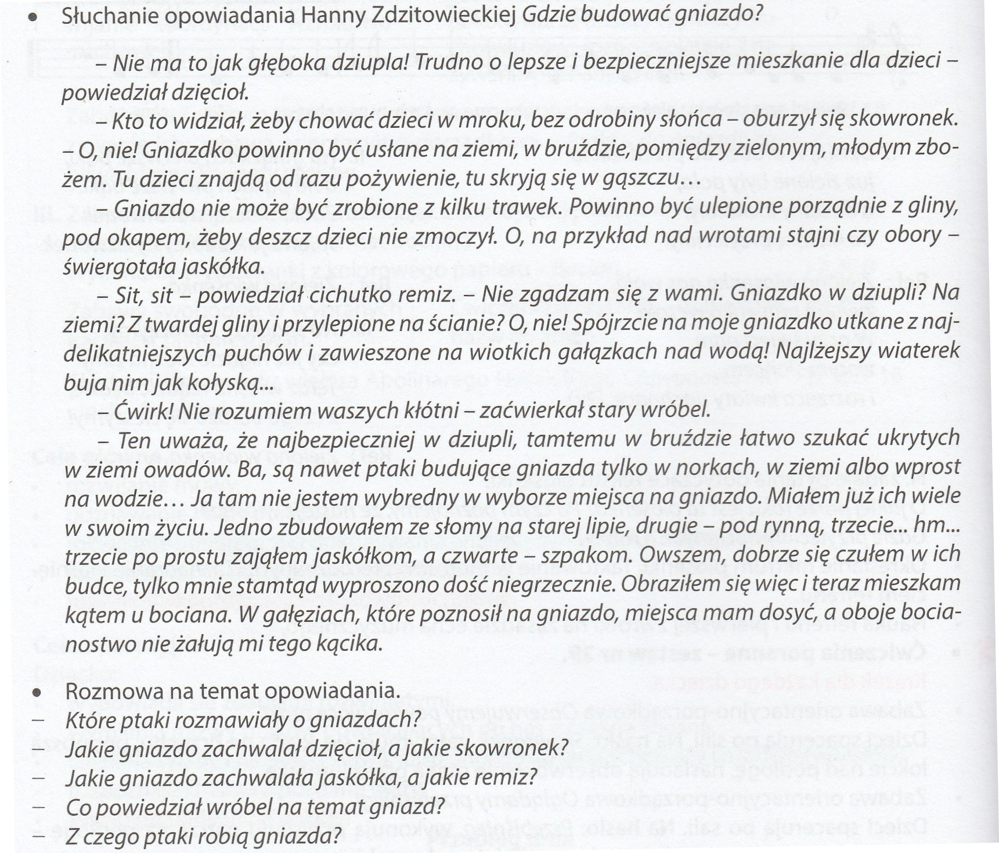 • Słuchanie opowiadania Hanny Zdzitowieckiej Gdzie budować gniazdo?
– Nie ma to jak głęboka dziupla! Trudno o lepsze i bezpieczniejsze mieszkanie dla dzieci –
powiedział dzięcioł.
– Kto to widział, żeby chować dzieci w mroku, bez odrobiny słońca – oburzył się skowronek.
– O, nie! Gniazdko powinno być usłane na ziemi, w bruździe, pomiędzy zielonym, młodym zbo-
żem. Tu dzieci znajdą od razu pożywienie, tu skryją się w gąszczu…
– Gniazdo nie może być zrobione z kilku trawek. Powinno być ulepione porządnie z gliny,
pod okapem, żeby deszcz dzieci nie zmoczył. O, na przykład nad wrotami stajni czy obory –
świergotała jaskółka.
– Sit, sit – powiedział cichutko remiz. – Nie zgadzam się z wami. Gniazdko w dziupli? Na
ziemi? Z twardej gliny i przylepione na ścianie? O, nie! Spójrzcie na moje gniazdko utkane z naj-
delikatniejszych puchów i zawieszone na wiotkich gałązkach nad wodą! Najlżejszy wiaterek
buja nim jak kołyską...
– Ćwirk! Nie rozumiem waszych kłótni – zaćwierkał stary wróbel.
– Ten uważa, że najbezpieczniej w dziupli, tamtemu w bruździe łatwo szukać ukrytych
w ziemi owadów. Ba, są nawet ptaki budujące gniazda tylko w norkach, w ziemi albo wprost
na wodzie… Ja tam nie jestem wybredny w wyborze miejsca na gniazdo. Miałem już ich wiele
w swoim życiu. Jedno zbudowałem ze słomy na starej lipie, drugie – pod rynną, trzecie... hm...
trzecie po prostu zająłem jaskółkom, a czwarte – szpakom. Owszem, dobrze się czułem w ich
budce, tylko mnie stamtąd wyproszono dość niegrzecznie. Obraziłem się więc i teraz mieszkam
kątem u bociana. W gałęziach, które poznosił na gniazdo, miejsca mam dosyć, a oboje bocia-
nostwo nie żałują mi tego kącika.
• Rozmowa na temat opowiadania.
– Które ptaki rozmawiały o gniazdach?
– Jakie gniazdo zachwalał dzięcioł, a jakie skowronek?
– Jakie gniazdo zachwalała jaskółka, a jakie remiz?
– Co powiedział wróbel na temat gniazd?
– Z czego ptaki robią gniazda?